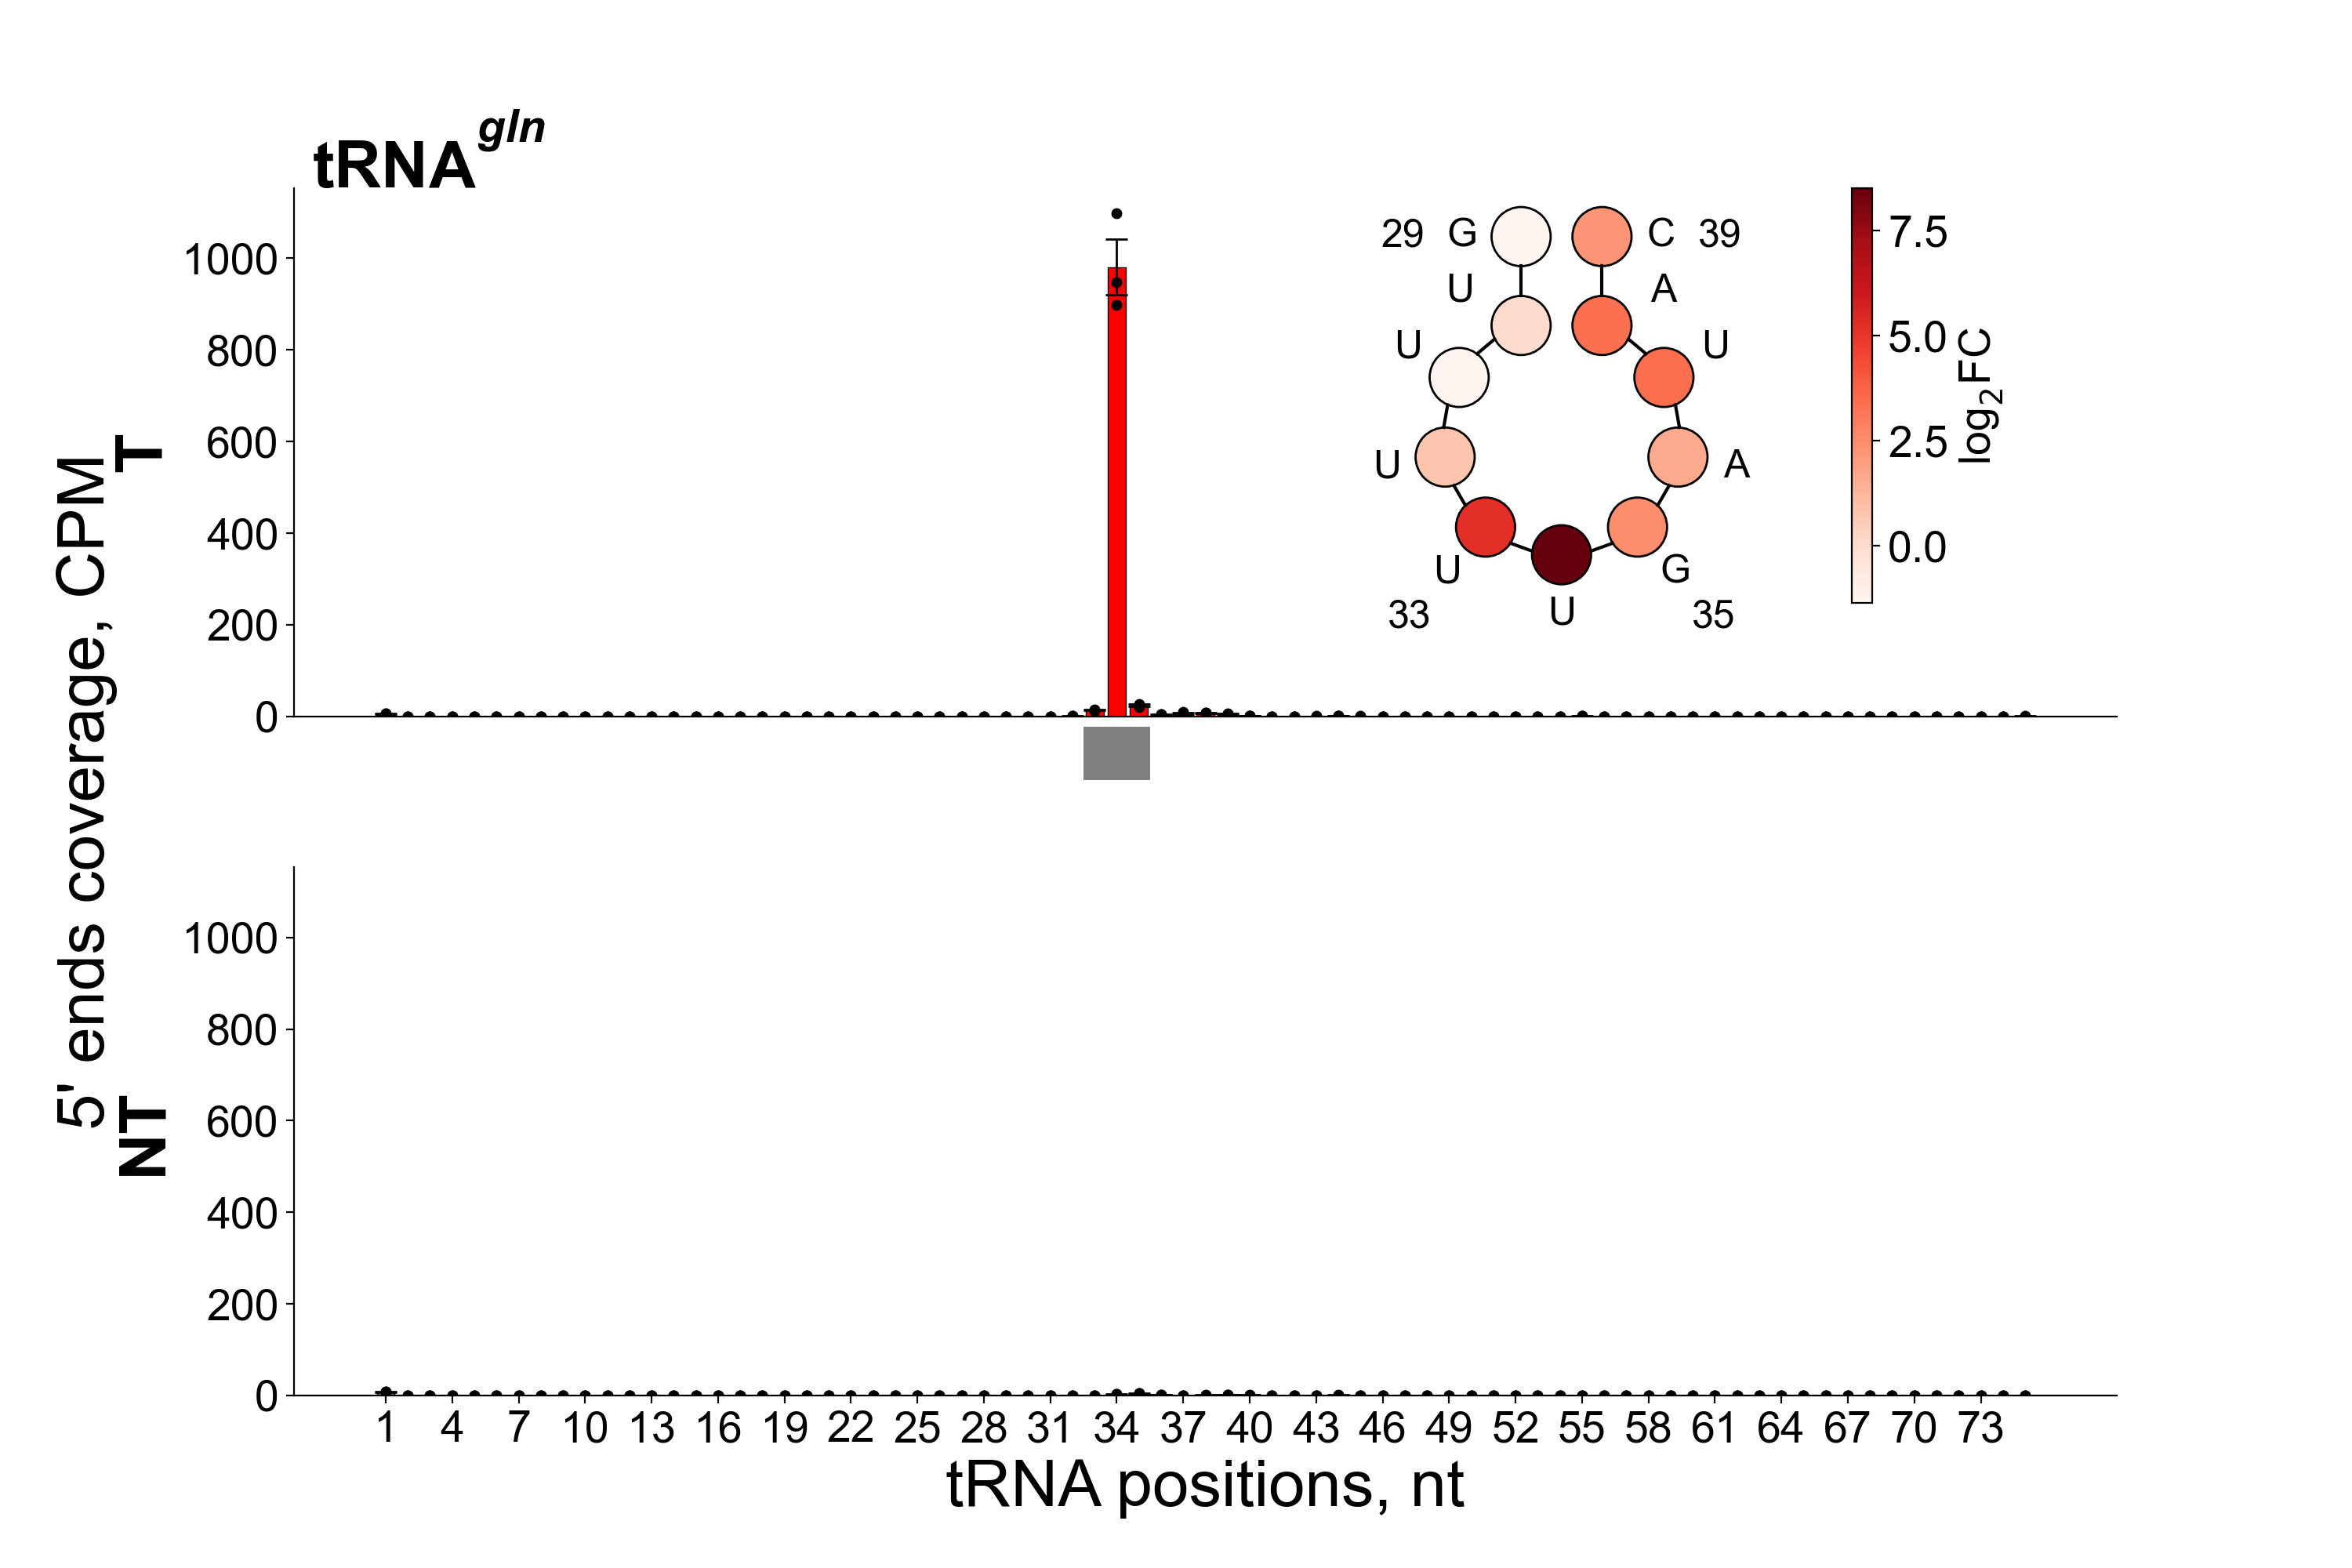 tRNAgln
5' ends coverage, CPM
T
1000
800
600
400
200
0
29 G C 39
U A
U U
U A
U G
33 U 35
7.5
5.0
2.5
0.0
log2FC
NT
1000
800
600
400
200
0
1 4 7 10 13 16 19 22 25 28 31 34 37 40 43 46 49 52 55 58 61 64 67 70 73
tRNA positions, nt